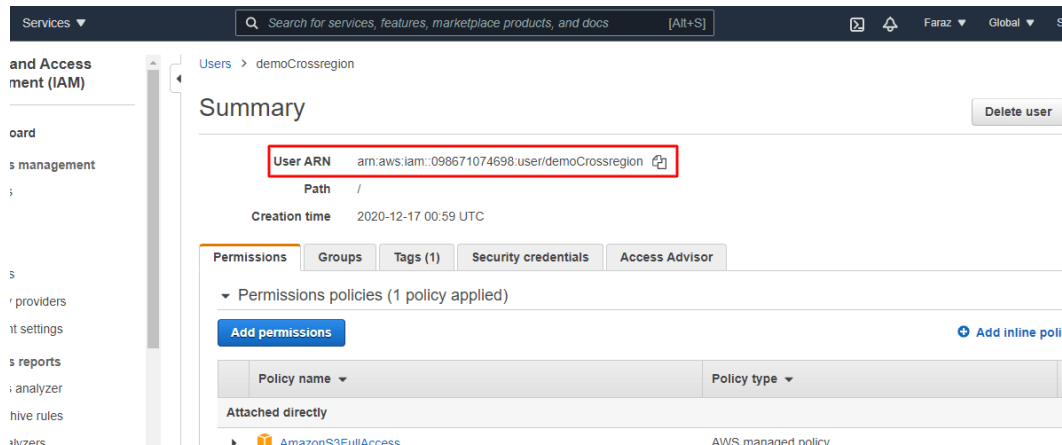 Services
Search for services, features, marketplace products, and docs [Alt+S]
Faraz
Global
and Access
ment (IAM)
oard
s management
s
s
providers
nt settings
s reports
s analyzer
hive rules
alyzers
Users > demoCrossregion
Summary
Delete user
User ARN arn:aws:iam::098671074698:user/demoCrossregion
Path /
Creation time 2020-12-17 00:59 UTC
Permissions Groups Tags (1) Security credentials Access Advisor
Permissions policies (1 policy applied)
Add permissions
Add inline poli
Policy name Policy type
Attached directly
AmazonS3FullAccess AWS managed policy